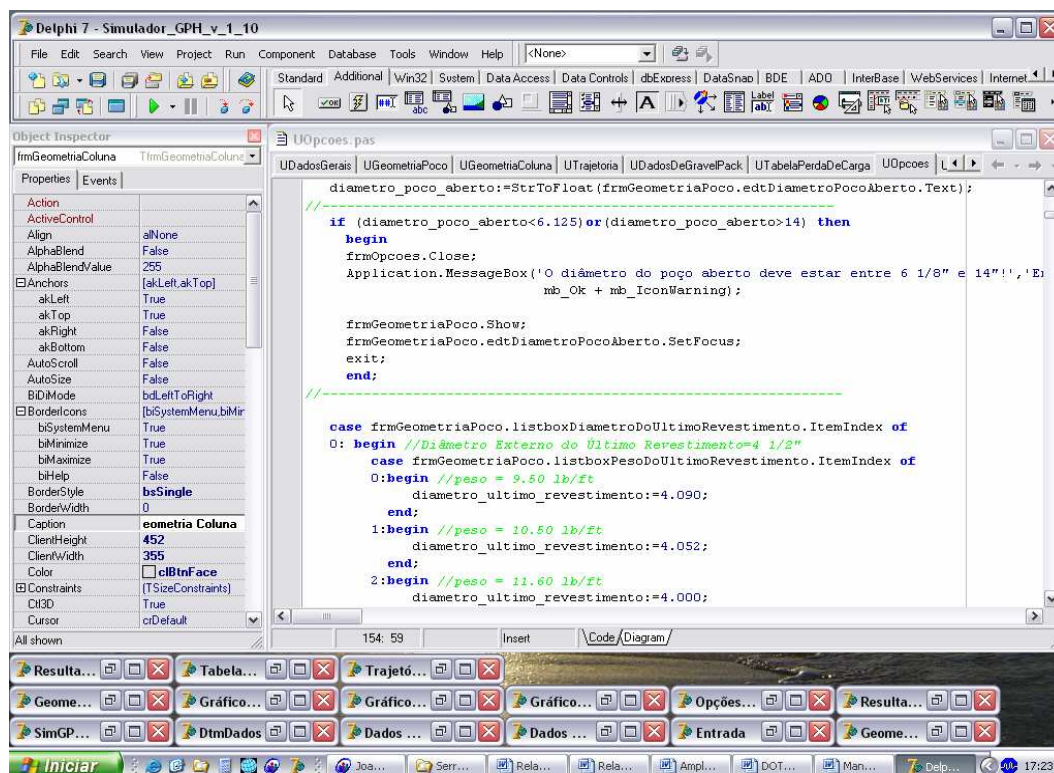 Delphi 7 - Simulador_GPH_v_1_10
File Edit Search View Project Run Component Database Tools Window Help <None>
Standard Additional Win32 System Data Access Data Controls dbExpress DataSnap BDE ADO InterBase WebServices Internet
Object Inspector
frmGeometriaColuna TfrmGeometriaColuna
Properties Events
Action
ActiveControl
Align alNone
AlphaBlend False
AlphaBlendValue 255
Anchors [akLeft,akTop]
akLeft True
akTop True
akRight False
akBottom False
AutoScroll False
AutoSize False
BiDiMode bdLeftToRight
BorderIcons [biSystemMenu,biMir
biSystemMenu True
biMinimize True
biMaximize True
biHelp False
BorderStyle bsSingle
BorderWidth 0
Caption eometria Coluna
ClientHeight 452
ClientWidth 355
Color clBtnFace
Constraints (TSizeConstraints)
Ctl3D True
Cursor crDefault
All shown
UOpcoes.pas
UDadosGerais UGeometriaPoco UGeometriaColuna UTrajetoria UDadosDeGravelPack UTabelaPerdaDeCarga UOpcoes
diametro_poco_aberto:=StrToFloat(frmGeometriaPoco.edtDiametroPocoAberto.Text);
//----------------------------------------------------------------
if (diametro_poco_aberto<6.125)or(diametro_poco_aberto>14) then
begin
frmOpcoes.Close;
Application.MessageBox('O diâmetro do poço aberto deve estar entre 6 1/8" e 14"!','Er
mb_Ok + mb_IconWarning);
frmGeometriaPoco.Show;
frmGeometriaPoco.edtDiametroPocoAberto.SetFocus;
exit;
end;
//-----------------------------------------------------------------
case frmGeometriaPoco.listboxDiametroDoUltimoRevestimento.ItemIndex of
0: begin //Diâmetro Externo do Último Revestimento=4 1/2"
case frmGeometriaPoco.listboxPesoDoUltimoRevestimento.ItemIndex of
0:begin //peso = 9.50 lb/ft
diametro_ultimo_revestimento:=4.090;
end;
1:begin //peso = 10.50 lb/ft
diametro_ultimo_revestimento:=4.052;
end;
2:begin //peso = 11.60 lb/ft
diametro_ultimo_revestimento:=4.000;
154: 59 Insert Code Diagram
Resulta... Tabela... Trajetó...
Geome... Gráfico... Gráfico... Gráfico... Opções... Resulta...
SimGP... DtmDados Dados ... Dados ... Entrada Geome...
Iniciar Joa... Serr... Rela... Rela... Ampl... DOT... Man... Delp... 17:23